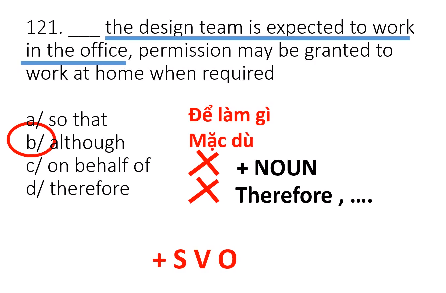 121. ___ the design team is expected to work
in the office, permission may be granted to
work at home when required
a/ so that Để làm gì
b/ although Mặc dù
c/ on behalf of + NOUN
d/ therefore Therefore , ....
+ S V O